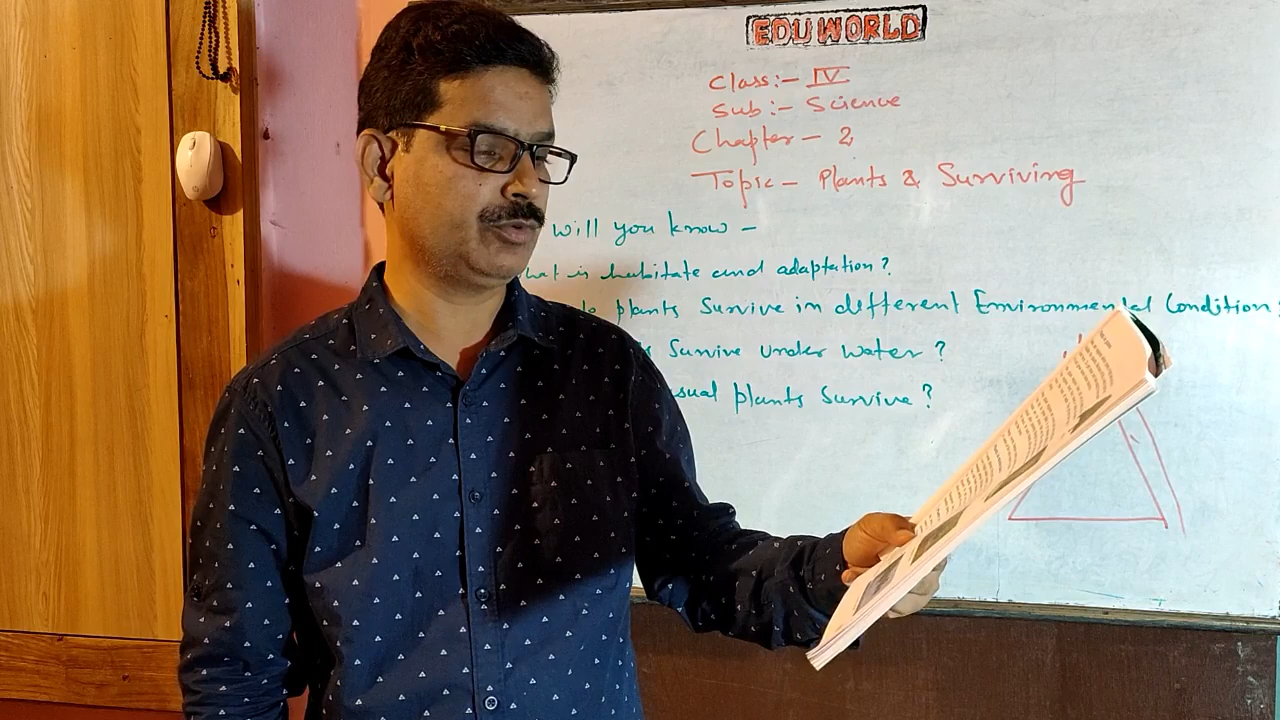 EDU WORLD
Class:- IV
Sub:- Science
Chapter - 2
Topic - Plants & Surviving
will you know -
hat is habitate and adaptation?
plants Survive in different Environmental Condition
Survive under water?
sual plants Survive?